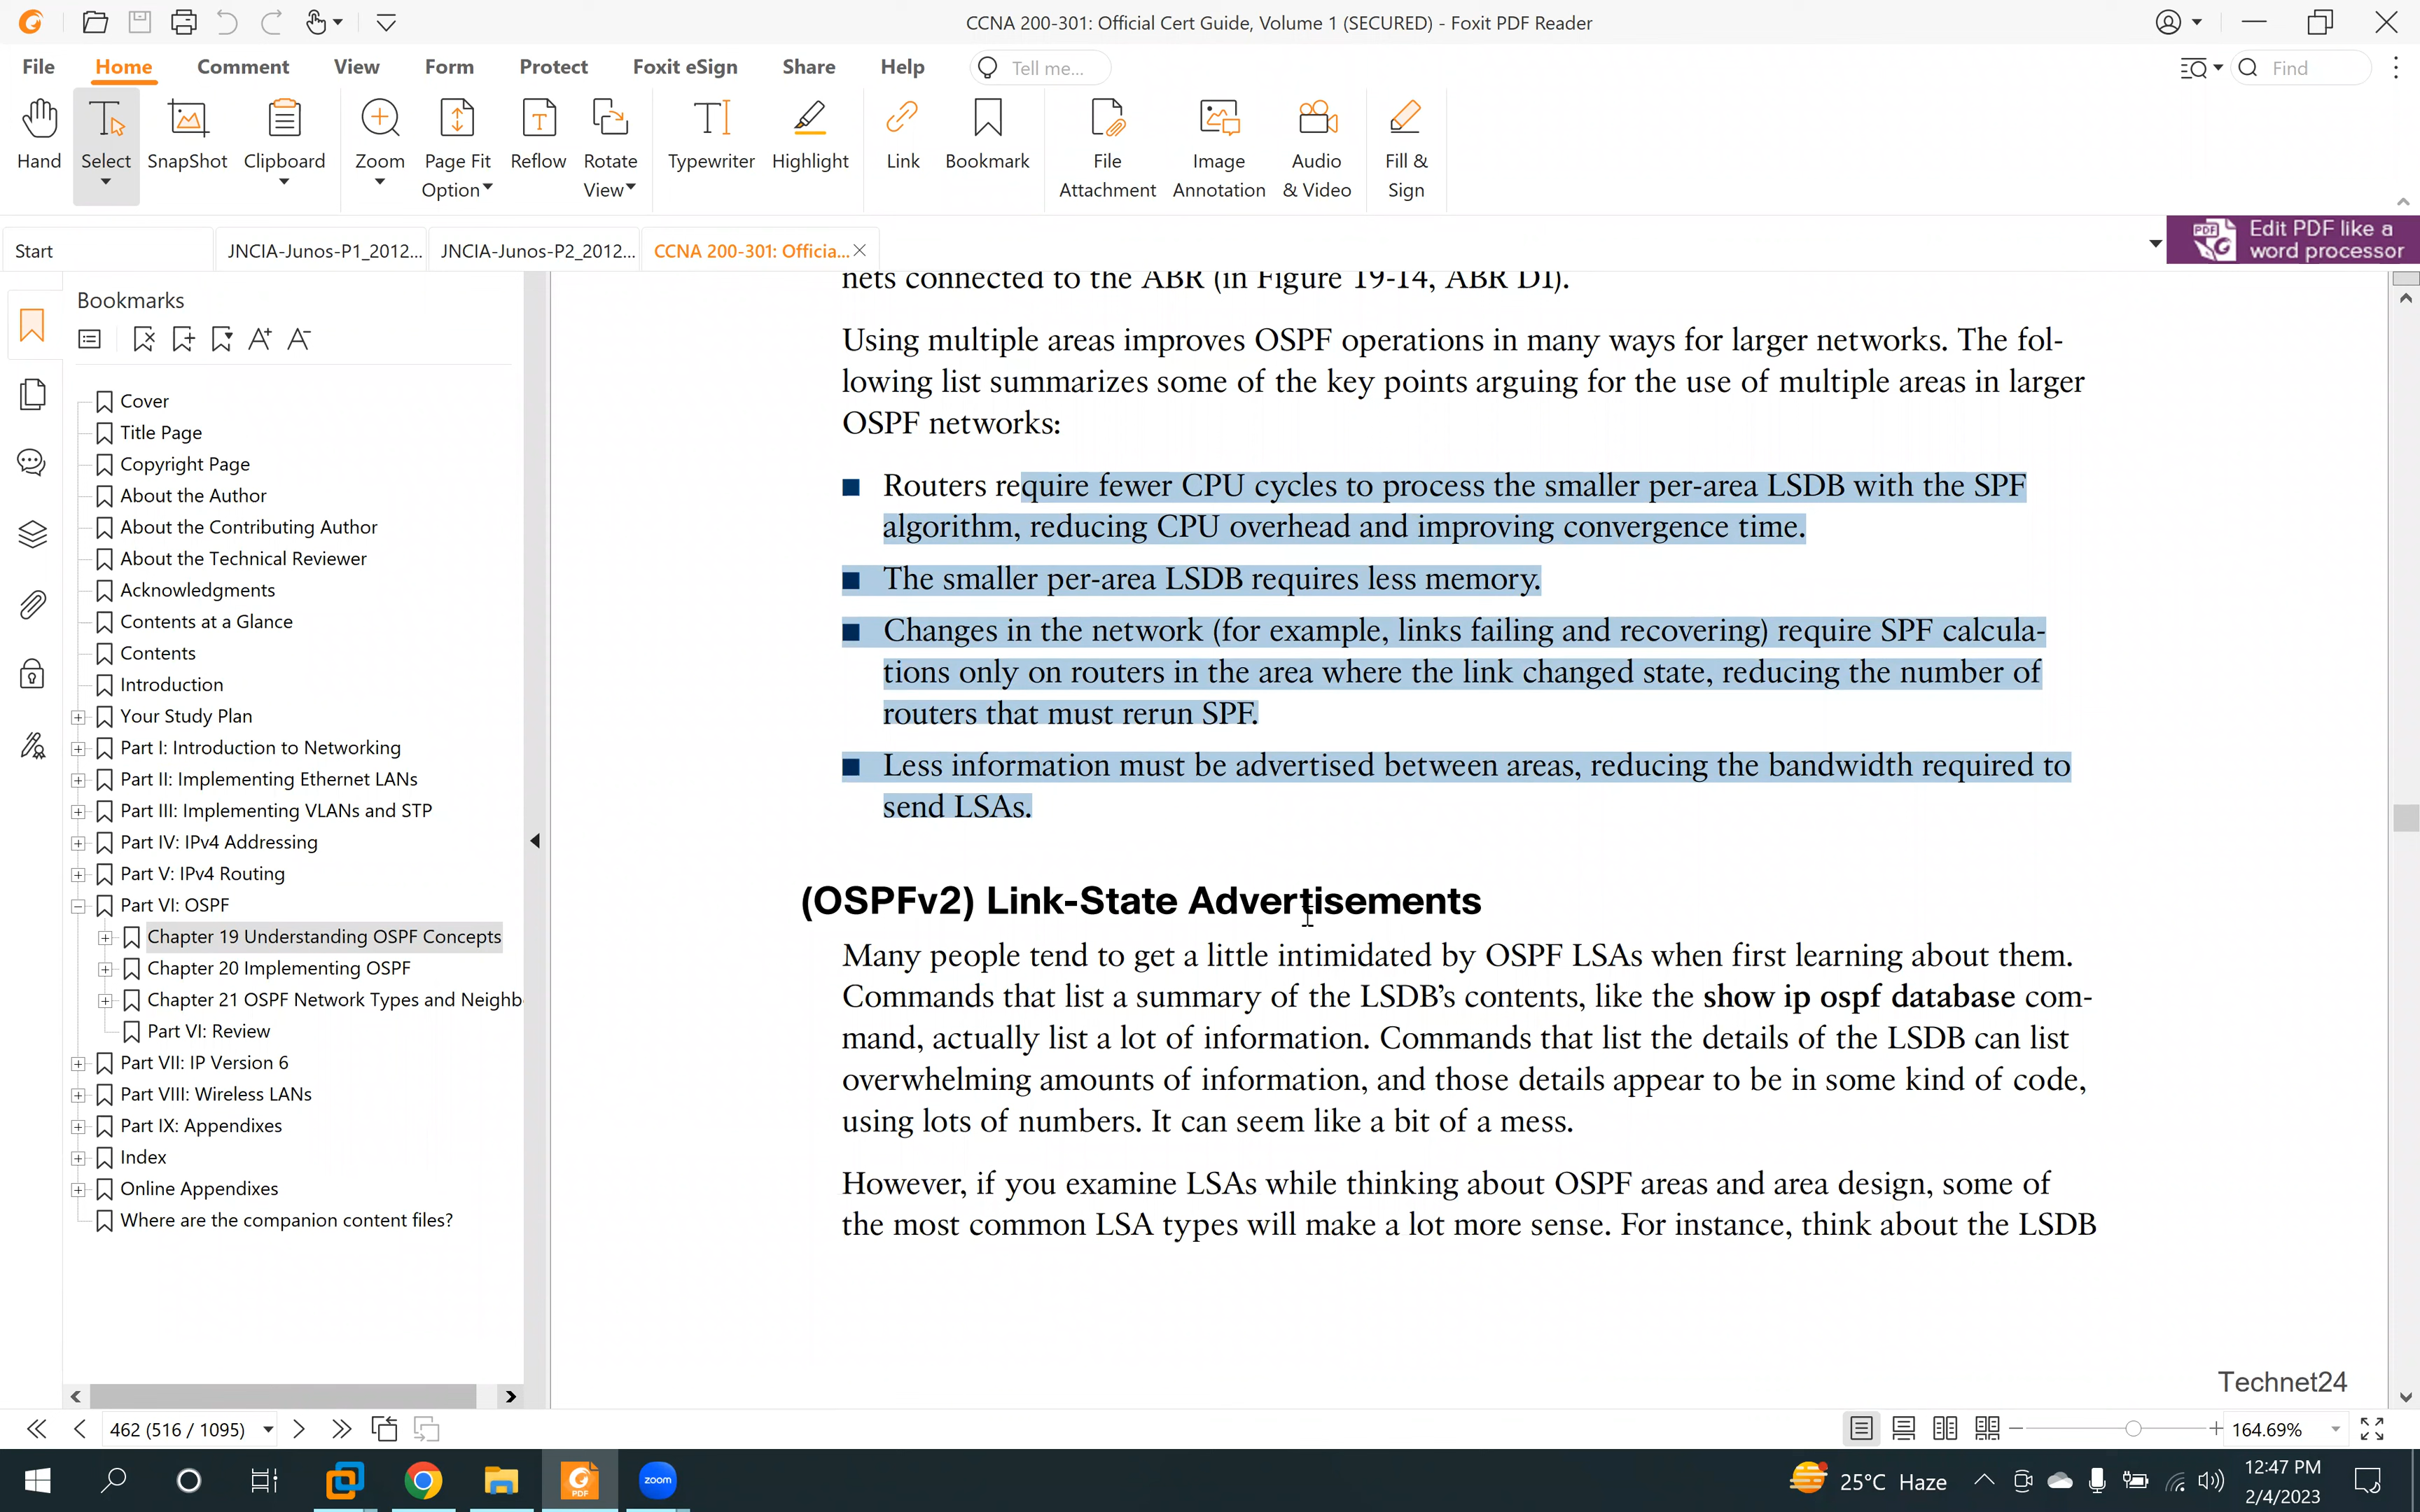 CCNA 200-301: Official Cert Guide, Volume 1 (SECURED) - Foxit PDF Reader
File Home Comment View Form Protect Foxit eSign Share Help Tell me... Find
Hand Select SnapShot Clipboard Zoom Page Fit Option Reflow Rotate View Typewriter Highlight Link Bookmark File Attachment Image Annotation Audio & Video Fill & Sign
Start JNCIA-Junos-P1_2012... JNCIA-Junos-P2_2012... CCNA 200-301: Officia...
Edit PDF like a
word processor
Bookmarks
Cover
Title Page
Copyright Page
About the Author
About the Contributing Author
About the Technical Reviewer
Acknowledgments
Contents at a Glance
Contents
Introduction
Your Study Plan
Part I: Introduction to Networking
Part II: Implementing Ethernet LANs
Part III: Implementing VLANs and STP
Part IV: IPv4 Addressing
Part V: IPv4 Routing
Part VI: OSPF
Chapter 19 Understanding OSPF Concepts
Chapter 20 Implementing OSPF
Chapter 21 OSPF Network Types and Neighb
Part VI: Review
Part VII: IP Version 6
Part VIII: Wireless LANs
Part IX: Appendixes
Index
Online Appendixes
Where are the companion content files?
nets connected to the ABR (in Figure 19-14, ABR D1).
Using multiple areas improves OSPF operations in many ways for larger networks. The fol-
lowing list summarizes some of the key points arguing for the use of multiple areas in larger
OSPF networks:
■ Routers require fewer CPU cycles to process the smaller per-area LSDB with the SPF
algorithm, reducing CPU overhead and improving convergence time.
■ The smaller per-area LSDB requires less memory.
■ Changes in the network (for example, links failing and recovering) require SPF calcula-
tions only on routers in the area where the link changed state, reducing the number of
routers that must rerun SPF.
■ Less information must be advertised between areas, reducing the bandwidth required to
send LSAs.
(OSPFv2) Link-State Advertisements
Many people tend to get a little intimidated by OSPF LSAs when first learning about them.
Commands that list a summary of the LSDB's contents, like the show ip ospf database com-
mand, actually list a lot of information. Commands that list the details of the LSDB can list
overwhelming amounts of information, and those details appear to be in some kind of code,
using lots of numbers. It can seem like a bit of a mess.
However, if you examine LSAs while thinking about OSPF areas and area design, some of
the most common LSA types will make a lot more sense. For instance, think about the LSDB
Technet24
462 (516 / 1095)
164.69%
zoom
PDF
25°C Haze
12:47 PM
2/4/2023